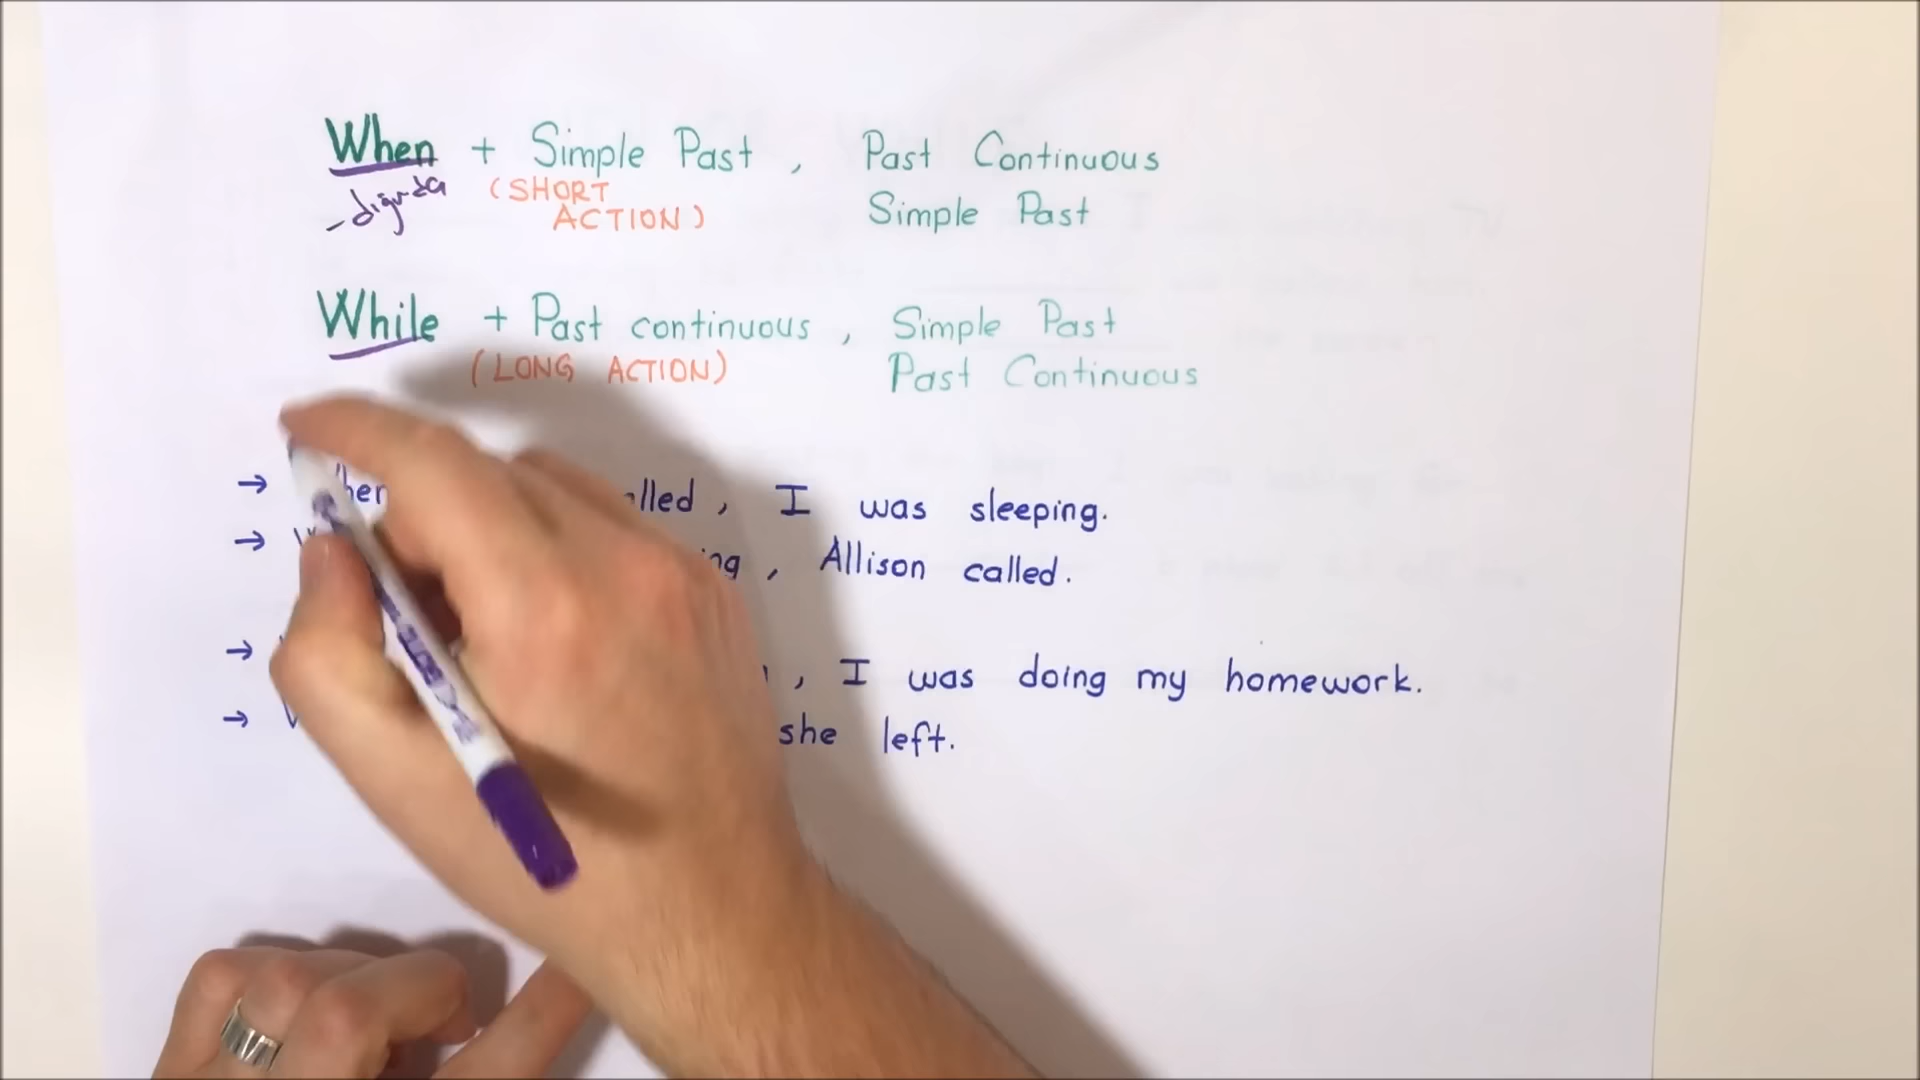 When + Simple Past , Past Continuous
-dığında (SHORT ACTION) Simple Past
While + Past continuous , Simple Past
(LONG ACTION) Past Continuous
→ , I was sleeping.
→ , Allison called.
→ , I was doing my homework.
→ she left.